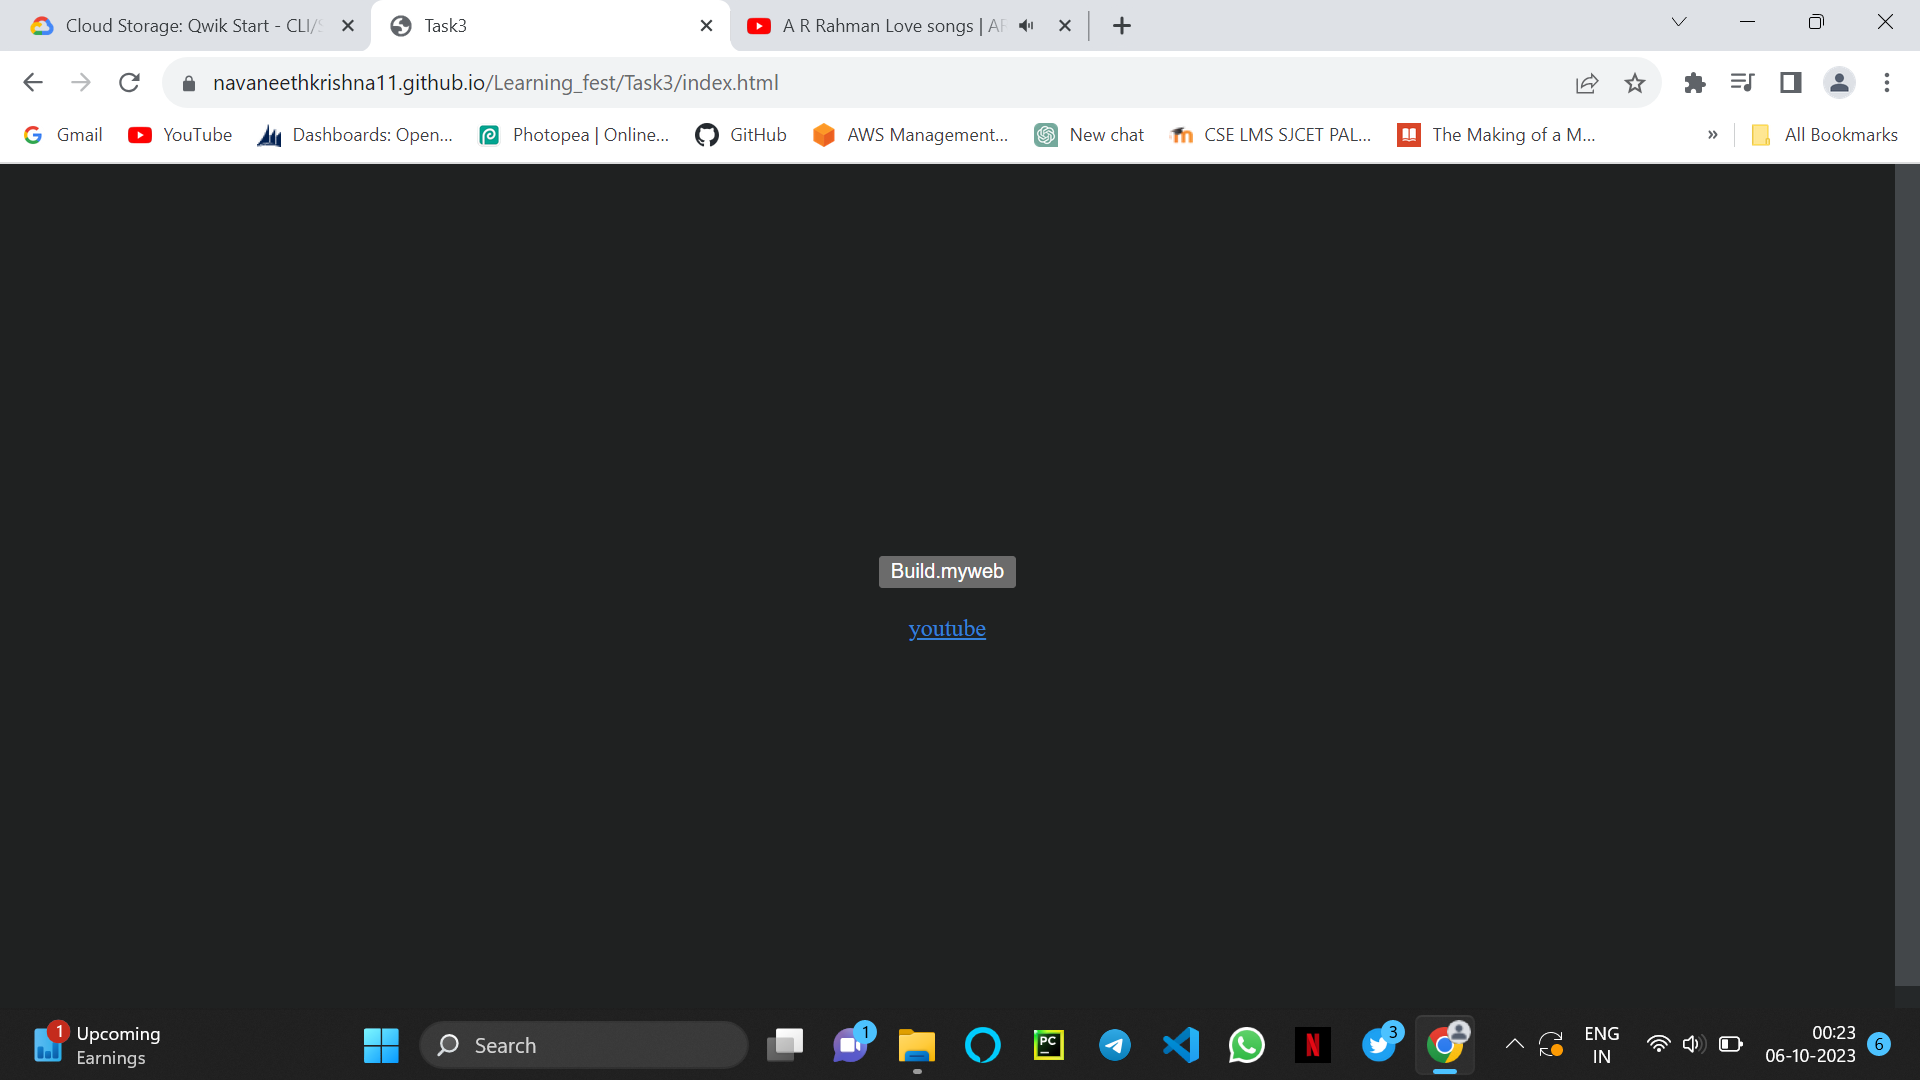 Cloud Storage: Qwik Start - CLI/S
Task3
A R Rahman Love songs | AR
navaneethkrishna11.github.io/Learning_fest/Task3/index.html
Gmail
YouTube
Dashboards: Open...
Photopea | Online...
GitHub
AWS Management...
New chat
CSE LMS SJCET PAL...
The Making of a M...
»
All Bookmarks
Build.myweb
youtube
1
Upcoming
Earnings
Search
1
PC
N
3
ENG
IN
00:23
06-10-2023
6